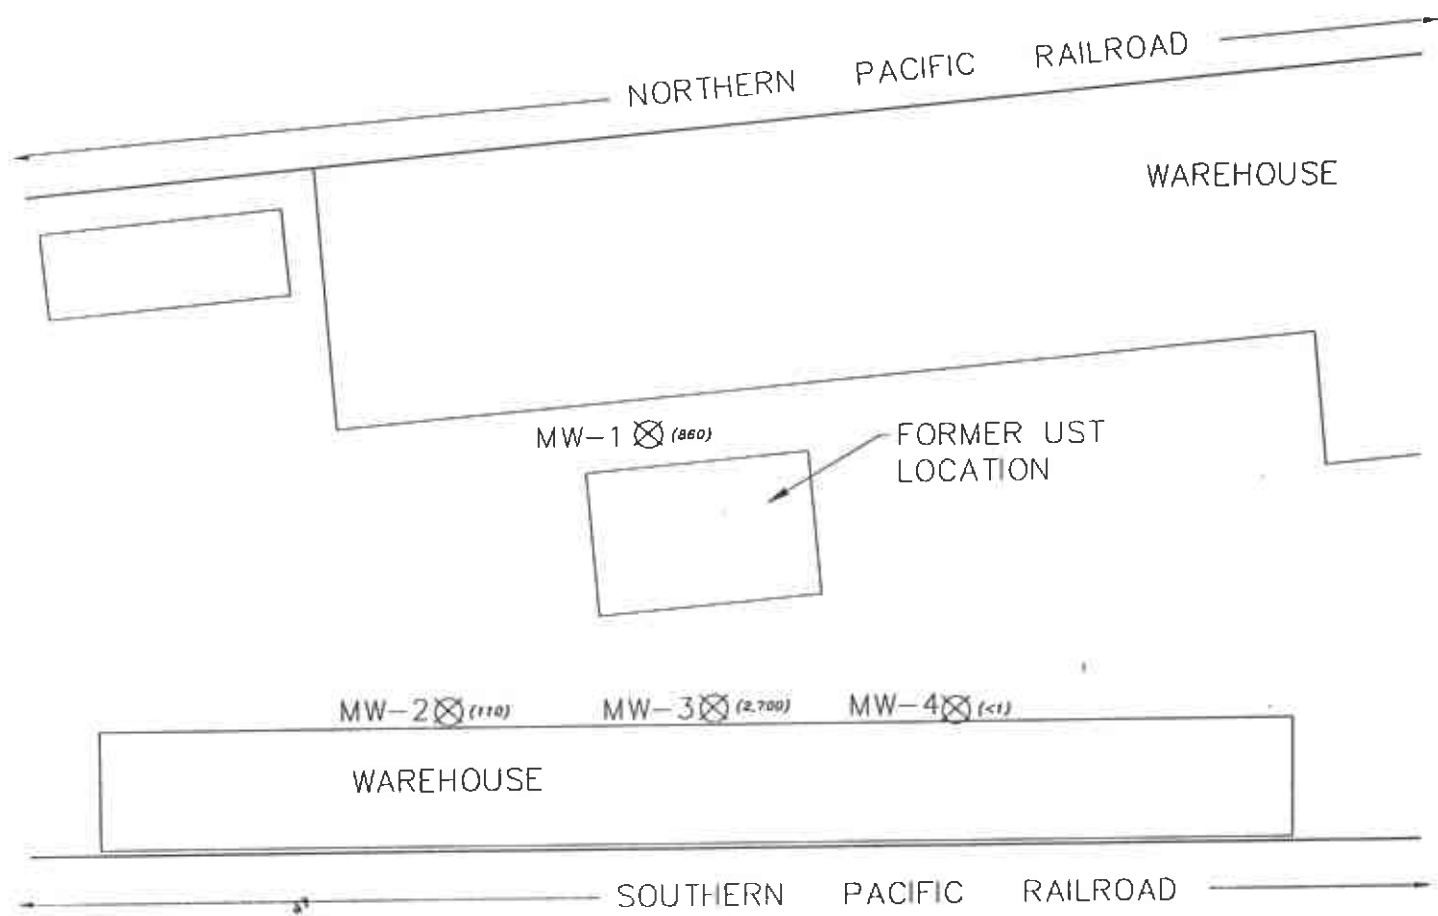 NORTHERN PACIFIC RAILROAD
WAREHOUSE
MW-1 (860)
FORMER UST
LOCATION
MW-2 (110) MW-3 (2,700) MW-4 (<1)
WAREHOUSE
SOUTHERN PACIFIC RAILROAD